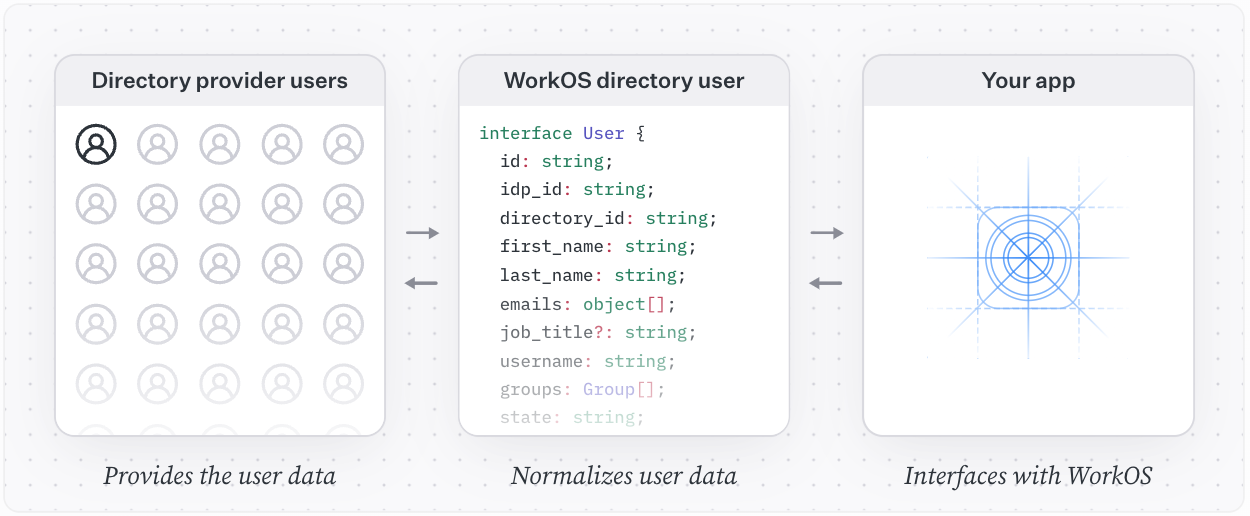 Directory provider users
WorkOS directory user
interface User {
id: string;
idp_id: string;
directory_id: string;
first_name: string;
last_name: string;
emails: object[];
job_title?: string;
username: string;
groups: Group[];
state: string;
Your app
Provides the user data
Normalizes user data
Interfaces with WorkOS